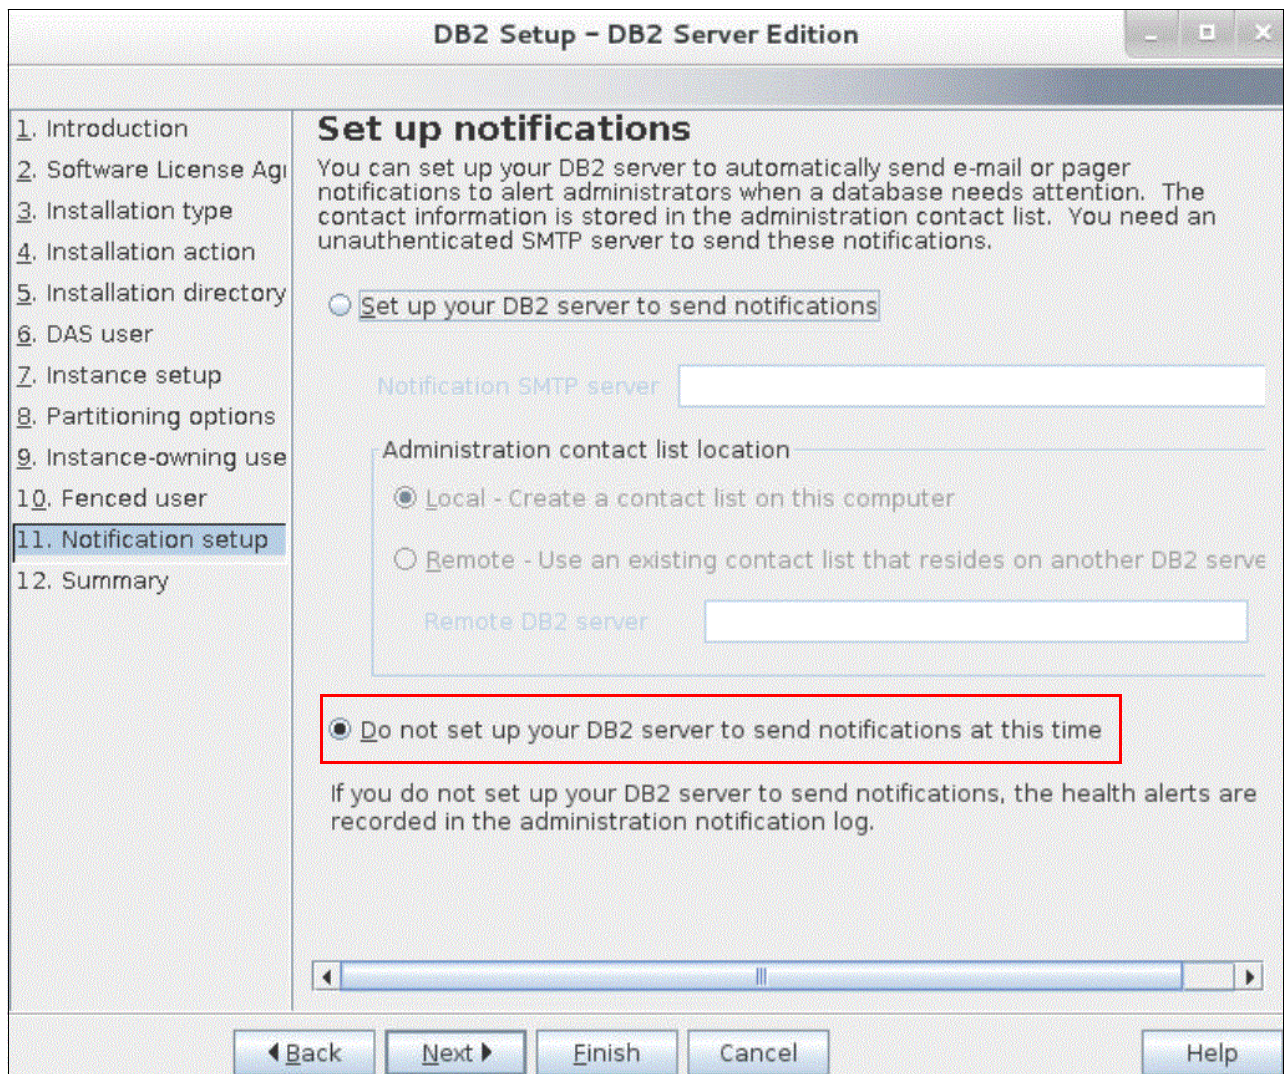 DB2 Setup – DB2 Server Edition
1. Introduction
2. Software License Agr
3. Installation type
4. Installation action
5. Installation directory
6. DAS user
7. Instance setup
8. Partitioning options
9. Instance-owning use
10. Fenced user
11. Notification setup
12. Summary
Set up notifications
You can set up your DB2 server to automatically send e-mail or pager
notifications to alert administrators when a database needs attention. The
contact information is stored in the administration contact list. You need an
unauthenticated SMTP server to send these notifications.
Set up your DB2 server to send notifications
Notification SMTP server
Administration contact list location
Local - Create a contact list on this computer
Remote - Use an existing contact list that resides on another DB2 serve
Remote DB2 server
Do not set up your DB2 server to send notifications at this time
If you do not set up your DB2 server to send notifications, the health alerts are
recorded in the administration notification log.
Back
Next
Finish
Cancel
Help